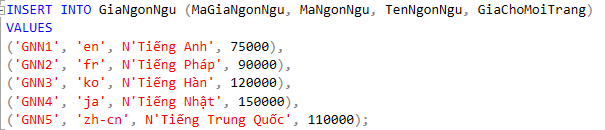 INSERT INTO GiaNgonNgu (MaGiaNgonNgu, MaNgonNgu, TenNgonNgu, GiaChoMoiTrang)
VALUES
('GNN1', 'en', N'Tiếng Anh', 75000),
('GNN2', 'fr', N'Tiếng Pháp', 90000),
('GNN3', 'ko', N'Tiếng Hàn', 120000),
('GNN4', 'ja', N'Tiếng Nhật', 150000),
('GNN5', 'zh-cn', N'Tiếng Trung Quốc', 110000);